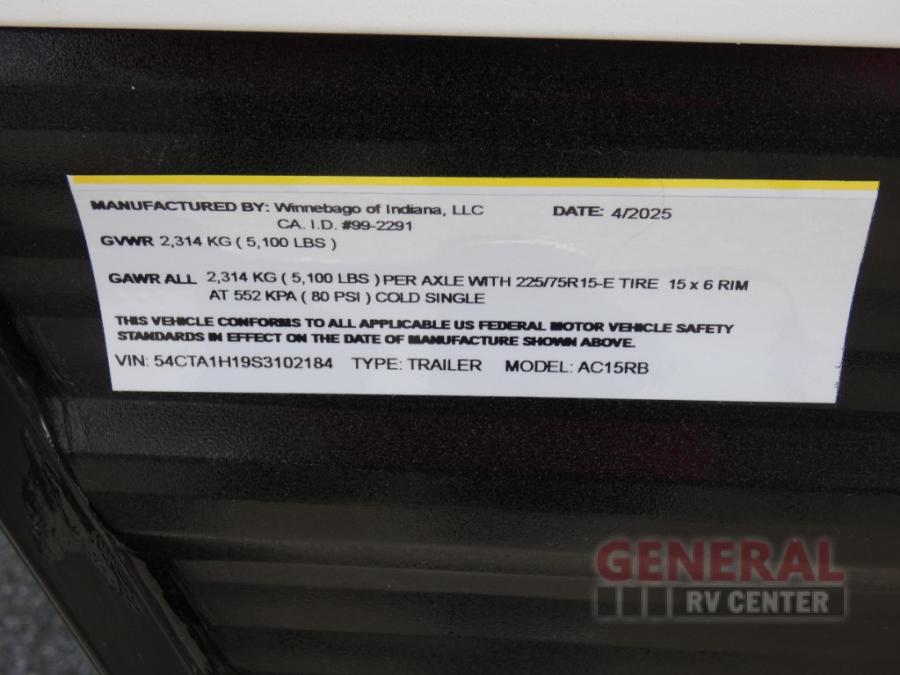 MANUFACTURED BY: Winnebago of Indiana, LLC DATE: 4/2025
CA. I.D. #99-2291
GVWR 2,314 KG ( 5,100 LBS )
GAWR ALL 2,314 KG ( 5,100 LBS ) PER AXLE WITH 225/75R15-E TIRE 15 x 6 RIM
AT 552 KPA ( 80 PSI ) COLD SINGLE
THIS VEHICLE CONFORMS TO ALL APPLICABLE US FEDERAL MOTOR VEHICLE SAFETY
STANDARDS IN EFFECT ON THE DATE OF MANUFACTURE SHOWN ABOVE.
VIN: 54CTA1H19S3102184 TYPE: TRAILER MODEL: AC15RB
GENERAL
RV CENTER